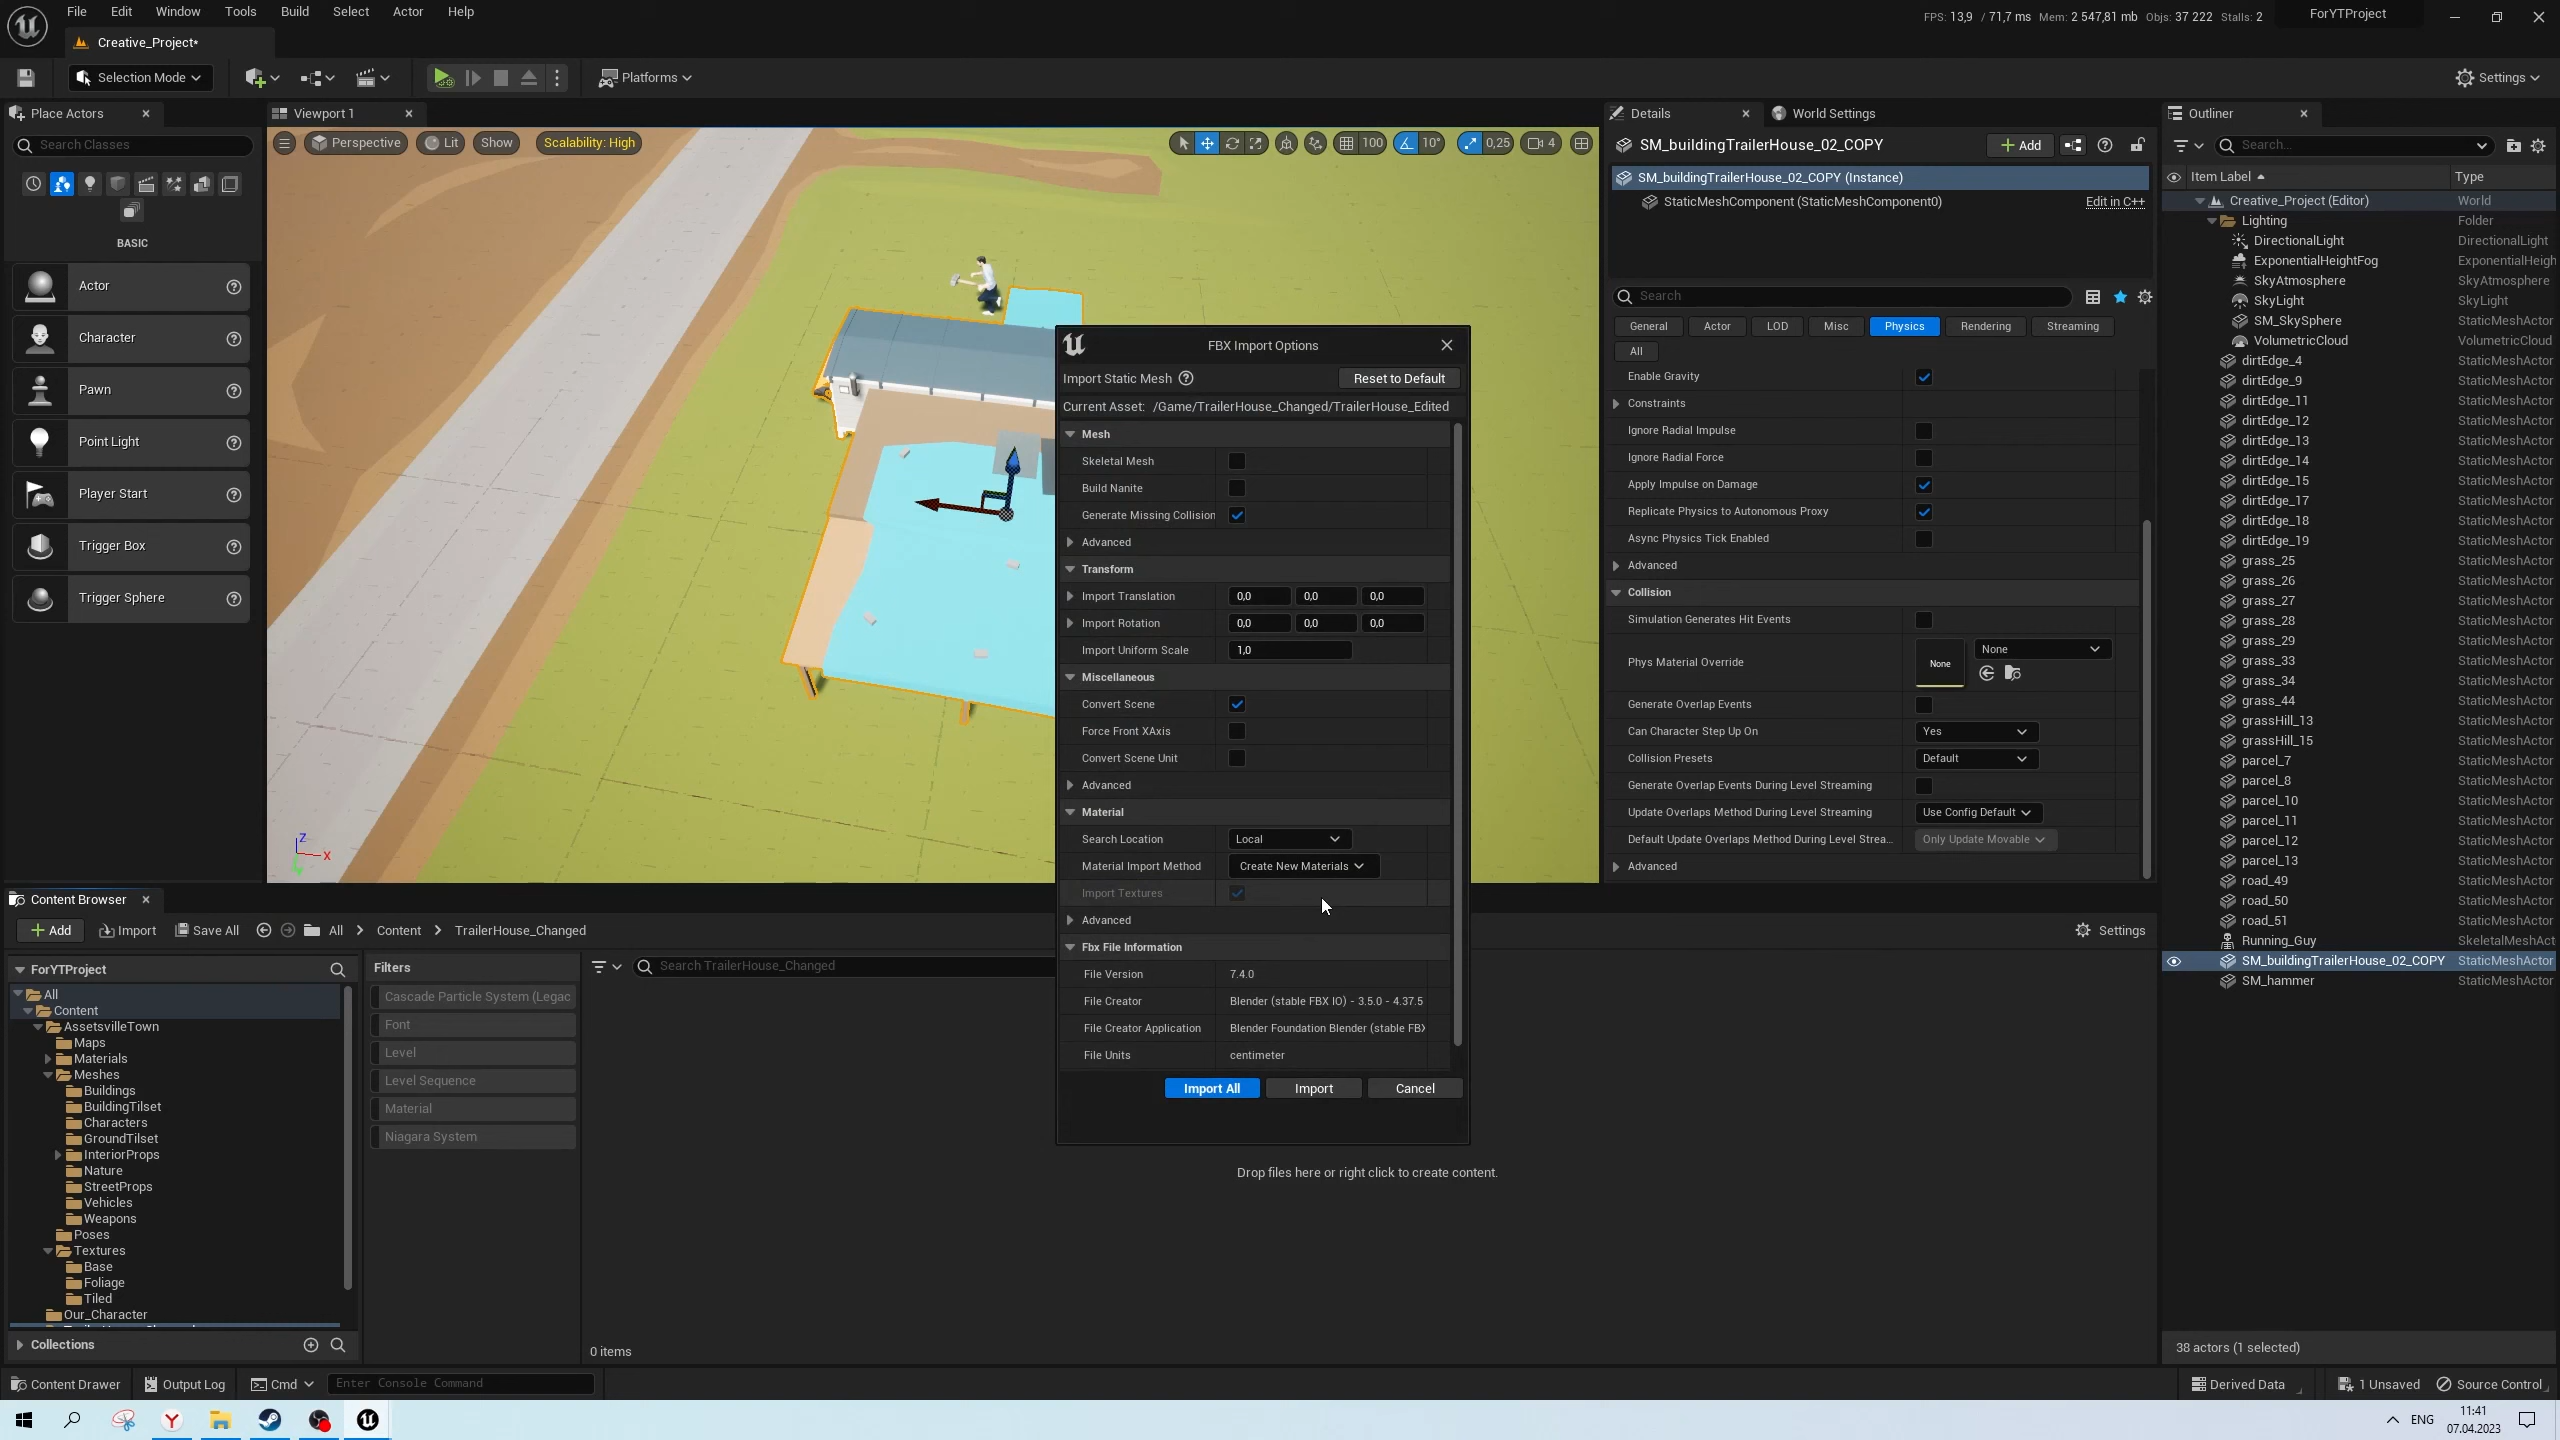 File Edit Window Tools Build Select Actor Help
FPS: 13,9 / 71,7 ms Mem: 2 547,81 mb Objs: 37 222 Stalls: 2
ForYTProject
Creative_Project*
Selection Mode
Platforms
Settings
Place Actors
Search Classes
BASIC
Actor
Character
Pawn
Point Light
Player Start
Trigger Box
Trigger Sphere
Viewport 1
Perspective Lit Show Scalability: High
100 10° 0,25 4
Z
X
FBX Import Options
Import Static Mesh
Reset to Default
Current Asset: /Game/TrailerHouse_Changed/TrailerHouse_Edited
Mesh
Skeletal Mesh
Build Nanite
Generate Missing Collision
Advanced
Transform
Import Translation 0,0 0,0 0,0
Import Rotation 0,0 0,0 0,0
Import Uniform Scale 1,0
Miscellaneous
Convert Scene
Force Front XAxis
Convert Scene Unit
Advanced
Material
Search Location Local
Material Import Method Create New Materials
Import Textures
Advanced
Fbx File Information
File Version 7.4.0
File Creator Blender (stable FBX IO) - 3.5.0 - 4.37.5
File Creator Application Blender Foundation Blender (stable FBX
File Units centimeter
Import All Import Cancel
Details World Settings
SM_buildingTrailerHouse_02_COPY
Add
SM_buildingTrailerHouse_02_COPY (Instance)
StaticMeshComponent (StaticMeshComponent0) Edit in C++
Search
General Actor LOD Misc Physics Rendering Streaming
All
Enable Gravity
Constraints
Ignore Radial Impulse
Ignore Radial Force
Apply Impulse on Damage
Replicate Physics to Autonomous Proxy
Async Physics Tick Enabled
Advanced
Collision
Simulation Generates Hit Events
Phys Material Override None None
Generate Overlap Events
Can Character Step Up On Yes
Collision Presets Default
Generate Overlap Events During Level Streaming
Update Overlaps Method During Level Streaming Use Config Default
Default Update Overlaps Method During Level Strea... Only Update Movable
Advanced
Outliner
Search...
Item Label Type
Creative_Project (Editor) World
Lighting Folder
DirectionalLight DirectionalLight
ExponentialHeightFog ExponentialHeigh
SkyAtmosphere SkyAtmosphere
SkyLight SkyLight
SM_SkySphere StaticMeshActor
VolumetricCloud VolumetricCloud
dirtEdge_4 StaticMeshActor
dirtEdge_9 StaticMeshActor
dirtEdge_11 StaticMeshActor
dirtEdge_12 StaticMeshActor
dirtEdge_13 StaticMeshActor
dirtEdge_14 StaticMeshActor
dirtEdge_15 StaticMeshActor
dirtEdge_17 StaticMeshActor
dirtEdge_18 StaticMeshActor
dirtEdge_19 StaticMeshActor
grass_25 StaticMeshActor
grass_26 StaticMeshActor
grass_27 StaticMeshActor
grass_28 StaticMeshActor
grass_29 StaticMeshActor
grass_33 StaticMeshActor
grass_34 StaticMeshActor
grass_44 StaticMeshActor
grassHill_13 StaticMeshActor
grassHill_15 StaticMeshActor
parcel_7 StaticMeshActor
parcel_8 StaticMeshActor
parcel_10 StaticMeshActor
parcel_11 StaticMeshActor
parcel_12 StaticMeshActor
parcel_13 StaticMeshActor
road_49 StaticMeshActor
road_50 StaticMeshActor
road_51 StaticMeshActor
Running_Guy SkeletalMeshAct
SM_buildingTrailerHouse_02_COPY StaticMeshActor
SM_hammer StaticMeshActor
38 actors (1 selected)
Content Browser
Add Import Save All All Content TrailerHouse_Changed
Settings
ForYTProject
All
Content
AssetsvilleTown
Maps
Materials
Meshes
Buildings
BuildingTilset
Characters
GroundTilset
InteriorProps
Nature
StreetProps
Vehicles
Weapons
Poses
Textures
Base
Foliage
Tiled
Our_Character
Collections
Filters
Cascade Particle System (Legac
Font
Level
Level Sequence
Material
Niagara System
Search TrailerHouse_Changed
Drop files here or right click to create content.
0 items
Content Drawer Output Log Cmd Enter Console Command
Derived Data 1 Unsaved Source Control
ENG
11:41
07.04.2023